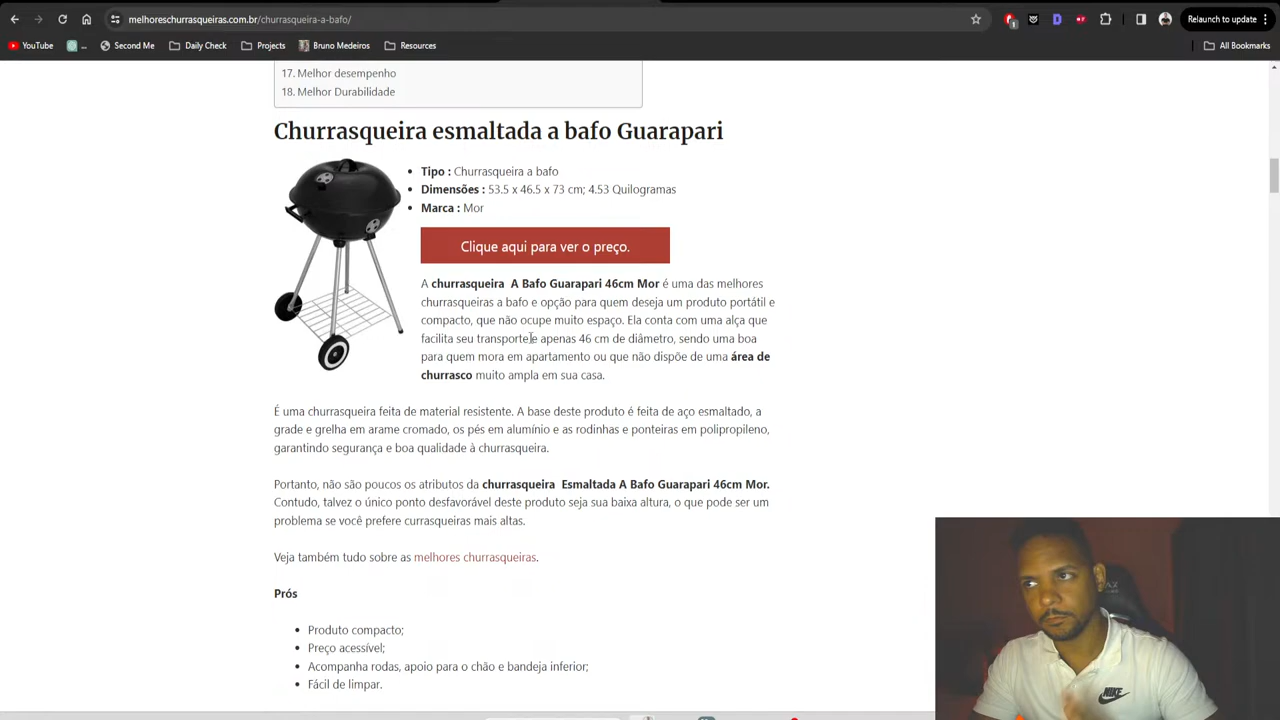 melhoreschurrasqueiras.com.br/churrasqueira-a-bafo/
Relaunch to update
YouTube
...
Second Me
Daily Check
Projects
Bruno Medeiros
Resources
All Bookmarks
17. Melhor desempenho
18. Melhor Durabilidade
Churrasqueira esmaltada a bafo Guarapari
Tipo : Churrasqueira a bafo
Dimensões : 53.5 x 46.5 x 73 cm; 4.53 Quilogramas
Marca : Mor
Clique aqui para ver o preço.
A churrasqueira A Bafo Guarapari 46cm Mor é uma das melhores
churrasqueiras a bafo e opção para quem deseja um produto portátil e
compacto, que não ocupe muito espaço. Ela conta com uma alça que
facilita seu transporte e apenas 46 cm de diâmetro, sendo uma boa
para quem mora em apartamento ou que não dispõe de uma área de
churrasco muito ampla em sua casa.
É uma churrasqueira feita de material resistente. A base deste produto é feita de aço esmaltado, a
grade e grelha em arame cromado, os pés em alumínio e as rodinhas e ponteiras em polipropileno,
garantindo segurança e boa qualidade à churrasqueira.
Portanto, não são poucos os atributos da churrasqueira Esmaltada A Bafo Guarapari 46cm Mor.
Contudo, talvez o único ponto desfavorável deste produto seja sua baixa altura, o que pode ser um
problema se você prefere currasqueiras mais altas.
Veja também tudo sobre as melhores churrasqueiras.
Prós
Produto compacto;
Preço acessível;
Acompanha rodas, apoio para o chão e bandeja inferior;
Fácil de limpar.
NIKE